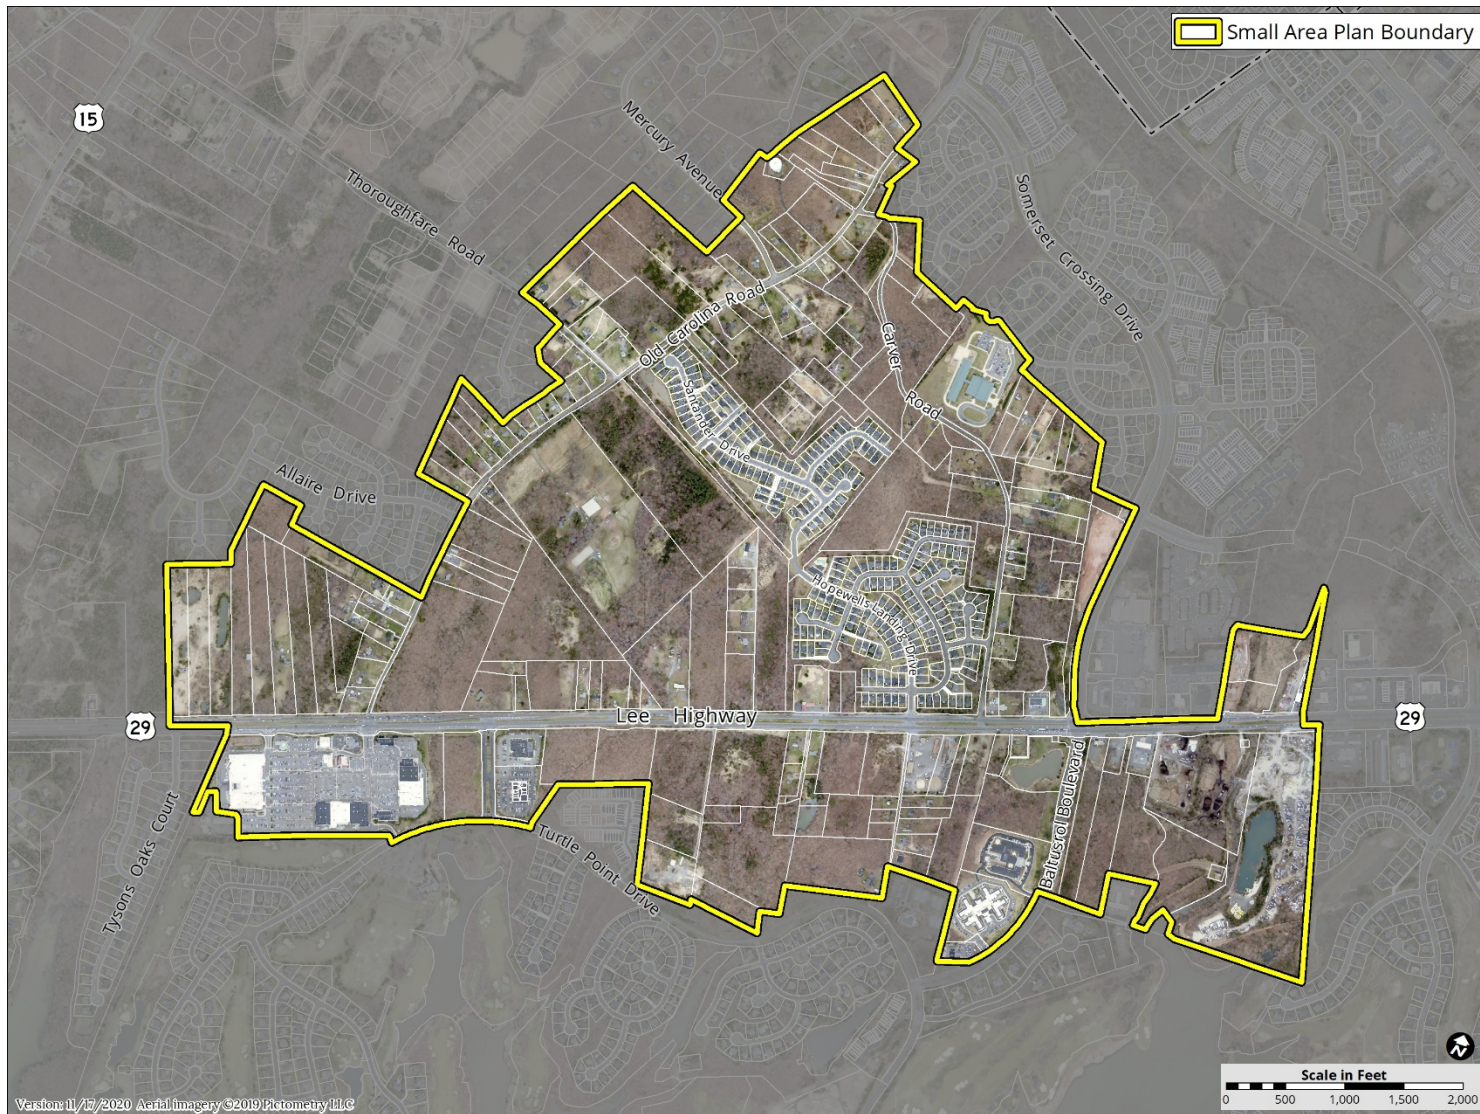 Small Area Plan Boundary
15
Mercury Avenue
Thoroughfare Road
Somerset Crossing Drive
Old Carolina Road
Carver Road
Santander Drive
Allaire Drive
Hopewells Landing Drive
Lee Highway
29
29
Baltusrol Boulevard
Tysons Oaks Court
Turtle Point Drive
N
Scale in Feet
0 500 1,000 1,500 2,000
Version: 11/17/2020 Aerial imagery ©2019 Pictometry LLC